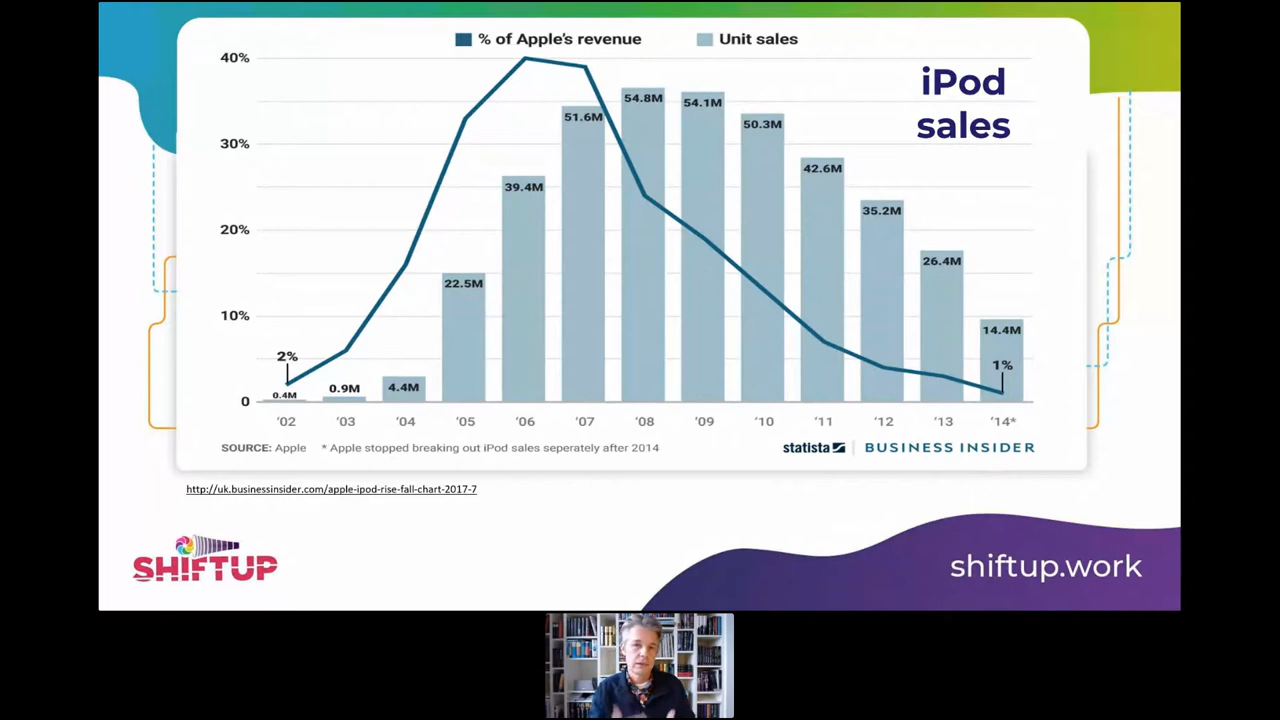 % of Apple's revenue Unit sales
iPod
sales
40%
30%
20%
10%
0
2%
1%
0.4M
0.9M
4.4M
22.5M
39.4M
51.6M
54.8M
54.1M
50.3M
42.6M
35.2M
26.4M
14.4M
'02 '03 '04 '05 '06 '07 '08 '09 '10 '11 '12 '13 '14*
SOURCE: Apple * Apple stopped breaking out iPod sales seperately after 2014
statista | BUSINESS INSIDER
http://uk.businessinsider.com/apple-ipod-rise-fall-chart-2017-7
SHIFTUP
shiftup.work